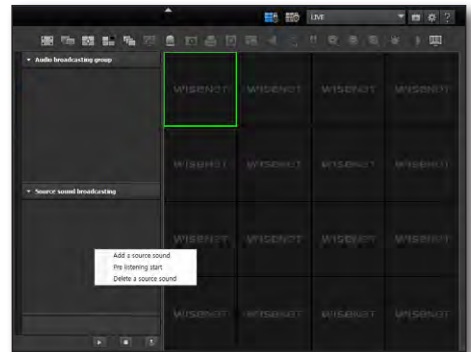 LIVE
?
Audio broadcasting group
WISENET WISENET WISENET WISENET
WISENET WISENET WISENET WISENET
Source sound broadcasting
WISENET WISENET WISENET WISENET
Add a source sound
Pre listening start
Delete a source sound
WISENET WISENET WISENET WISENET